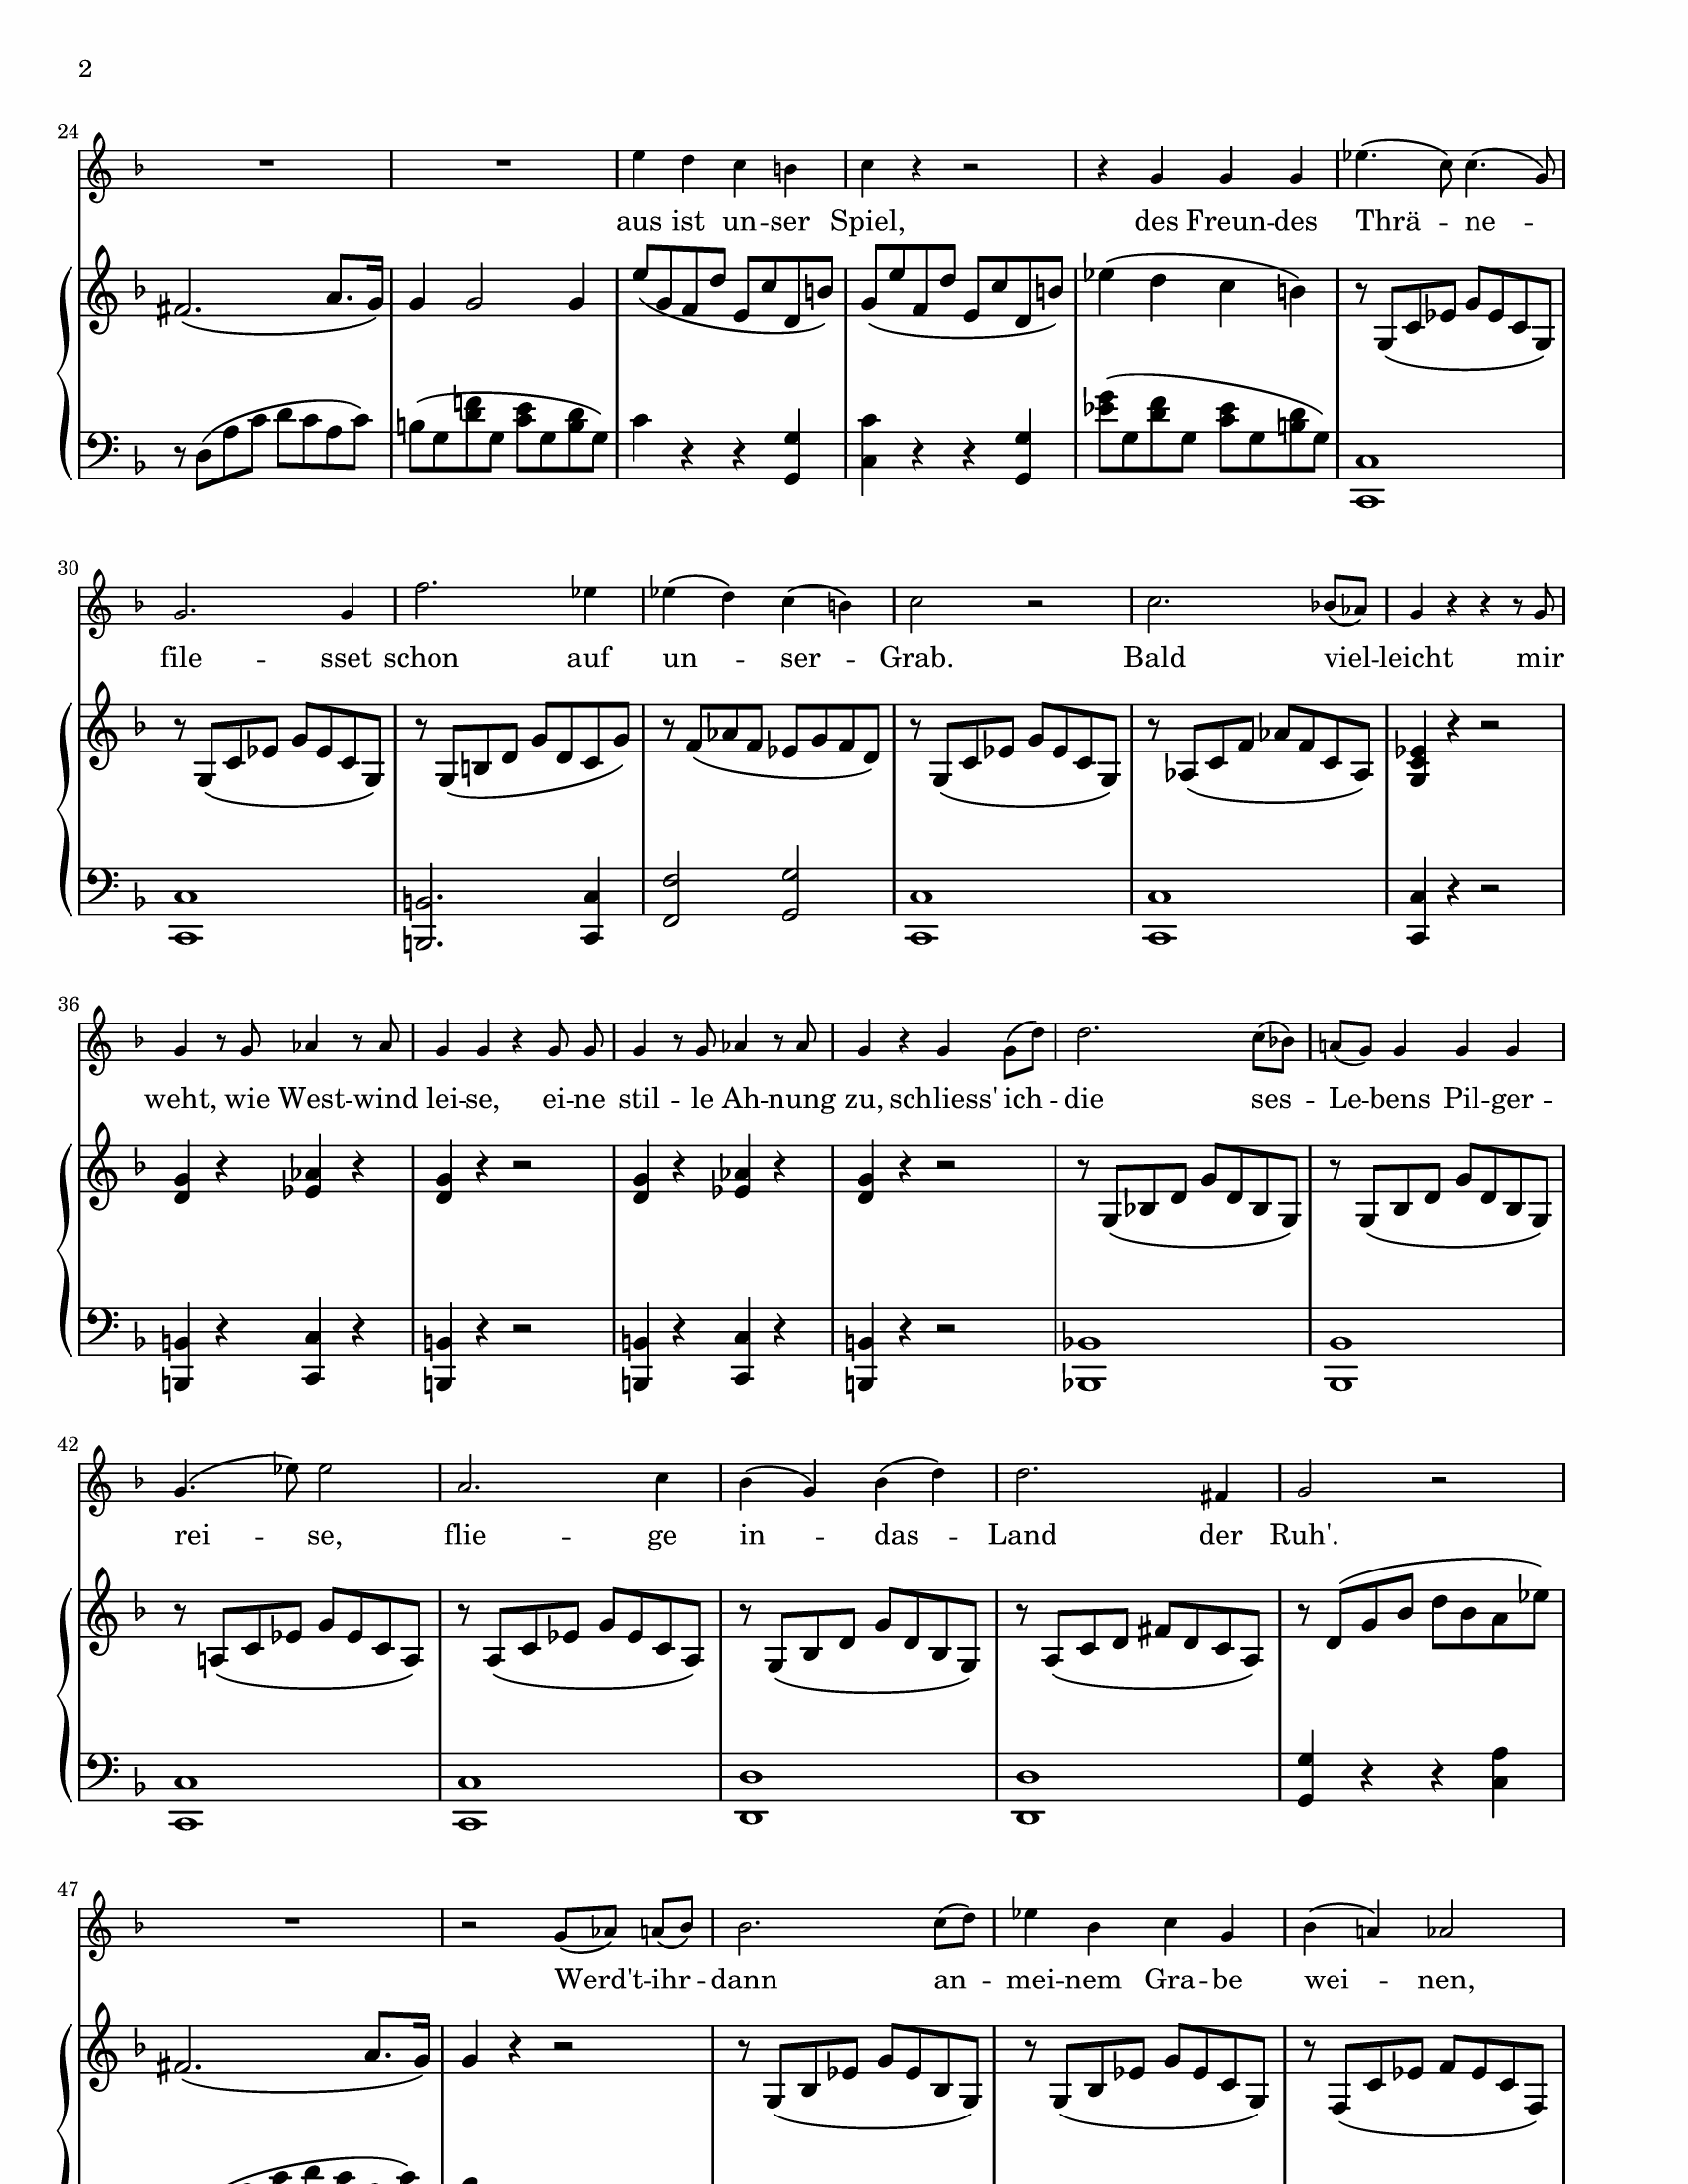 2
24
aus ist un -- ser Spiel, des Freun -- des Thrä -- ne --
30
file -- sset schon auf un -- ser -- Grab. Bald viel -- leicht mir
36
weht, wie West -- wind lei -- se, ei -- ne stil -- le Ah -- nung zu, schliess' ich -- die ses -- Le -- bens Pil -- ger --
42
rei -- se, flie -- ge in -- das -- Land der Ruh'.
47
Werd't -- ihr -- dann an -- mei -- nem Gra -- be wei -- nen,